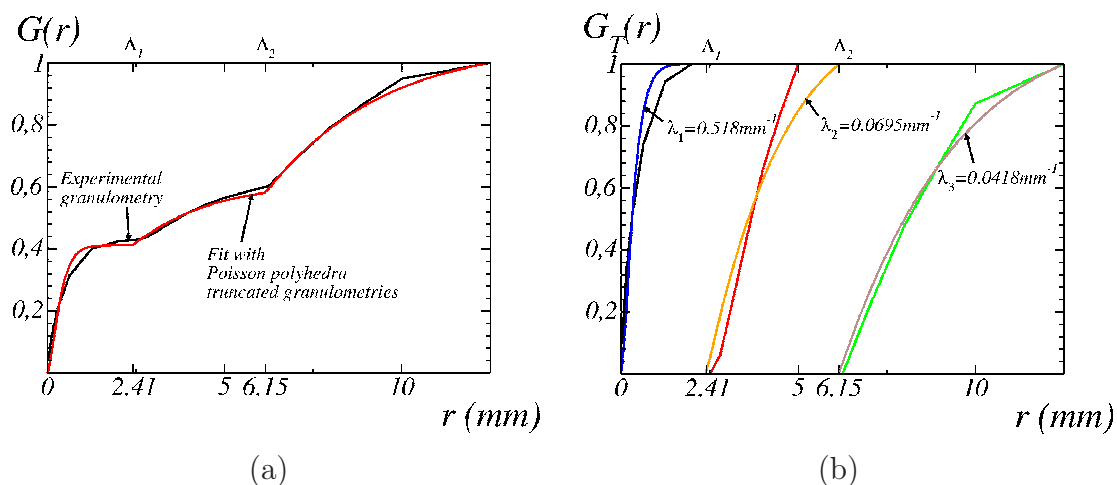 G(r)
Λ1
Λ2
1
0,8
0,6
0,4
0,2
Experimental
granulometry
Fit with
Poisson polyhedra
truncated granulometries
0
2.41
5
6.15
10
r (mm)
(a)
G_T(r)
Λ1
Λ2
1
0,8
0,6
0,4
0,2
λ1=0.518mm-1
λ2=0.0695mm-1
λ3=0.0418mm-1
0
2.41
5
6.15
10
r (mm)
(b)